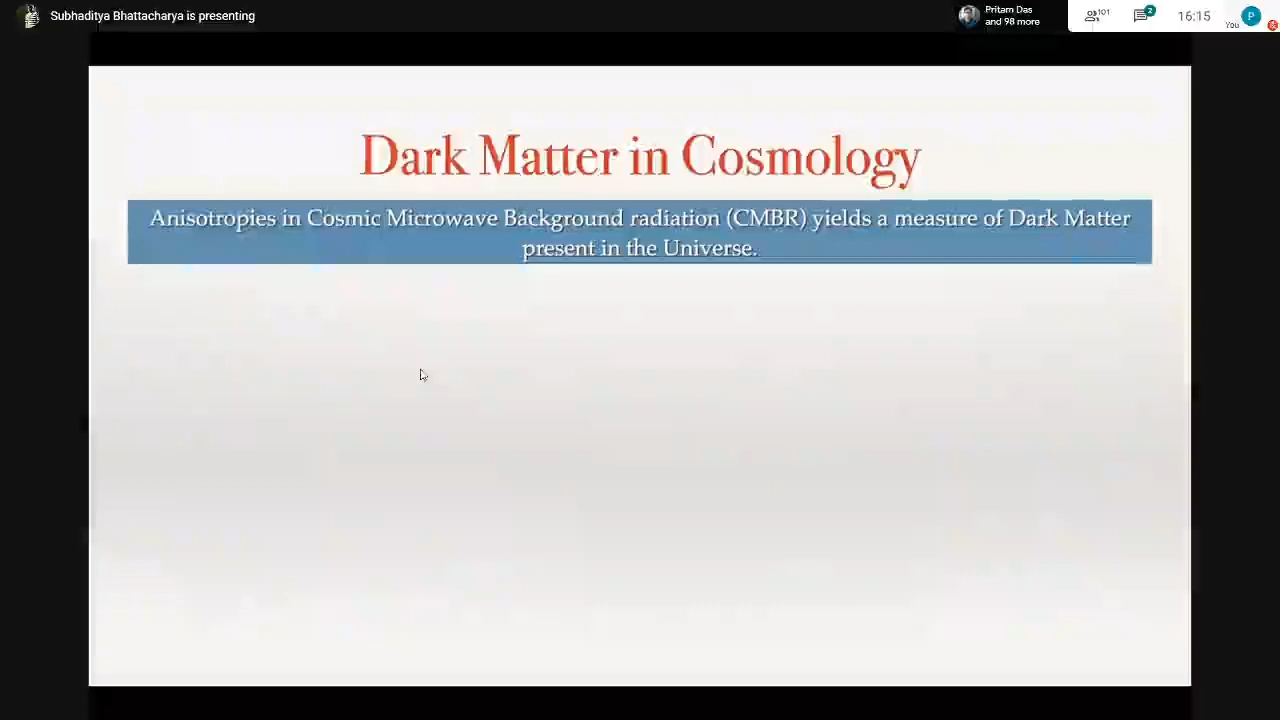 Subhaditya Bhattacharya is presenting
Pritam Das
and 98 more
101
2
16:15
You
P
Dark Matter in Cosmology
Anisotropies in Cosmic Microwave Background radiation (CMBR) yields a measure of Dark Matter
present in the Universe.